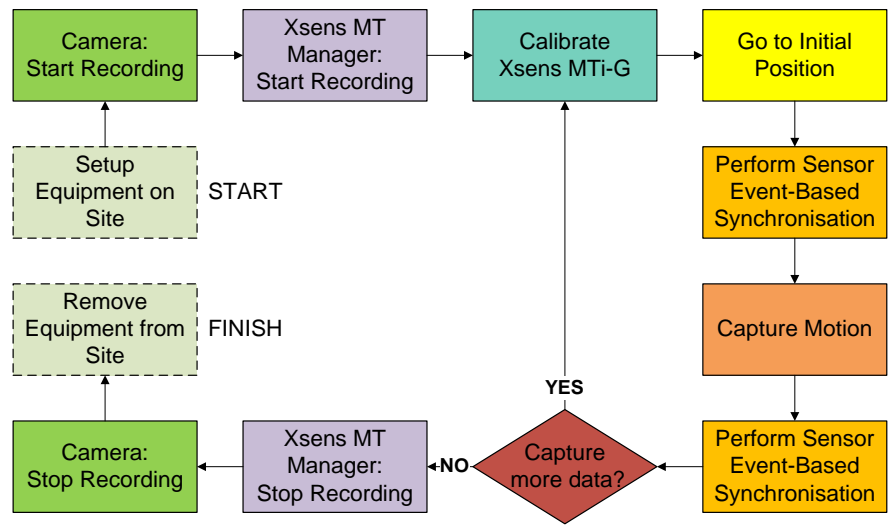 Camera:
Start Recording
Xsens MT
Manager:
Start Recording
Calibrate
Xsens MTi-G
Go to Initial
Position
Setup
Equipment on
Site
START
Perform Sensor
Event-Based
Synchronisation
Remove
Equipment from
Site
FINISH
Capture Motion
YES
Camera:
Stop Recording
Xsens MT
Manager:
Stop Recording
NO
Capture
more data?
Perform Sensor
Event-Based
Synchronisation